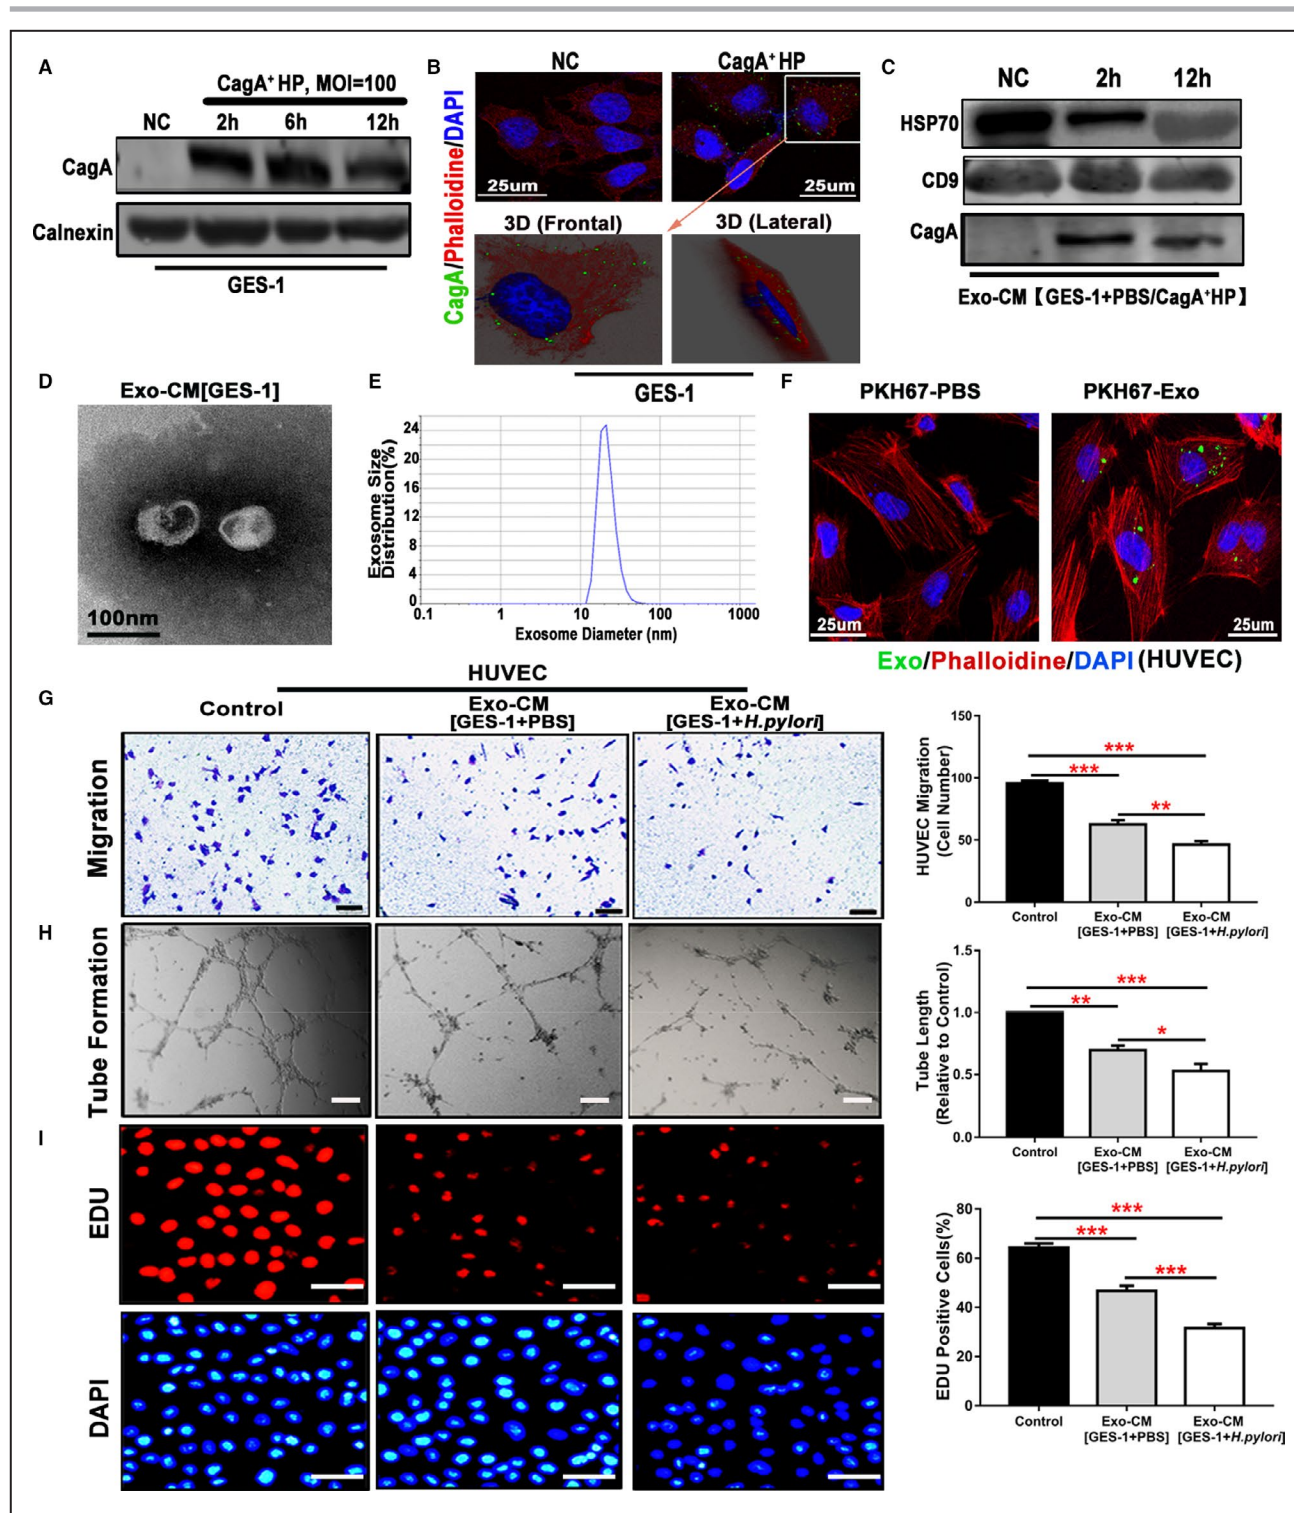 A
CagA+ HP, MOI=100
NC 2h 6h 12h
CagA
Calnexin
GES-1
B
NC CagA+ HP
CagA/Phalloidine/DAPI
25um 25um
3D (Frontal) 3D (Lateral)
GES-1
C
NC 2h 12h
HSP70
CD9
CagA
Exo-CM【GES-1+PBS/CagA+HP】
D
Exo-CM[GES-1]
100nm
E
Exosome Size
Distribution(%)
24
20
16
12
8
4
0
0.1 1 10 100 1000
Exosome Diameter (nm)
F
PKH67-PBS PKH67-Exo
25um 25um
Exo/Phalloidine/DAPI (HUVEC)
HUVEC
G
Control Exo-CM [GES-1+PBS] Exo-CM [GES-1+H.pylori]
Migration
HUVEC Migration
(Cell Number)
150
100
50
0
***
***
**
Control Exo-CM Exo-CM
[GES-1+PBS] [GES-1+H.pylori]
H
Tube Formation
Tube Length
(Relative to Control)
1.5
1.0
0.5
0.0
***
**
*
Control Exo-CM Exo-CM
[GES-1+PBS] [GES-1+H.pylori]
I
EDU
DAPI
EDU Positive Cells(%)
80
60
40
20
0
***
***
***
Control Exo-CM Exo-CM
[GES-1+PBS] [GES-1+H.pylori]